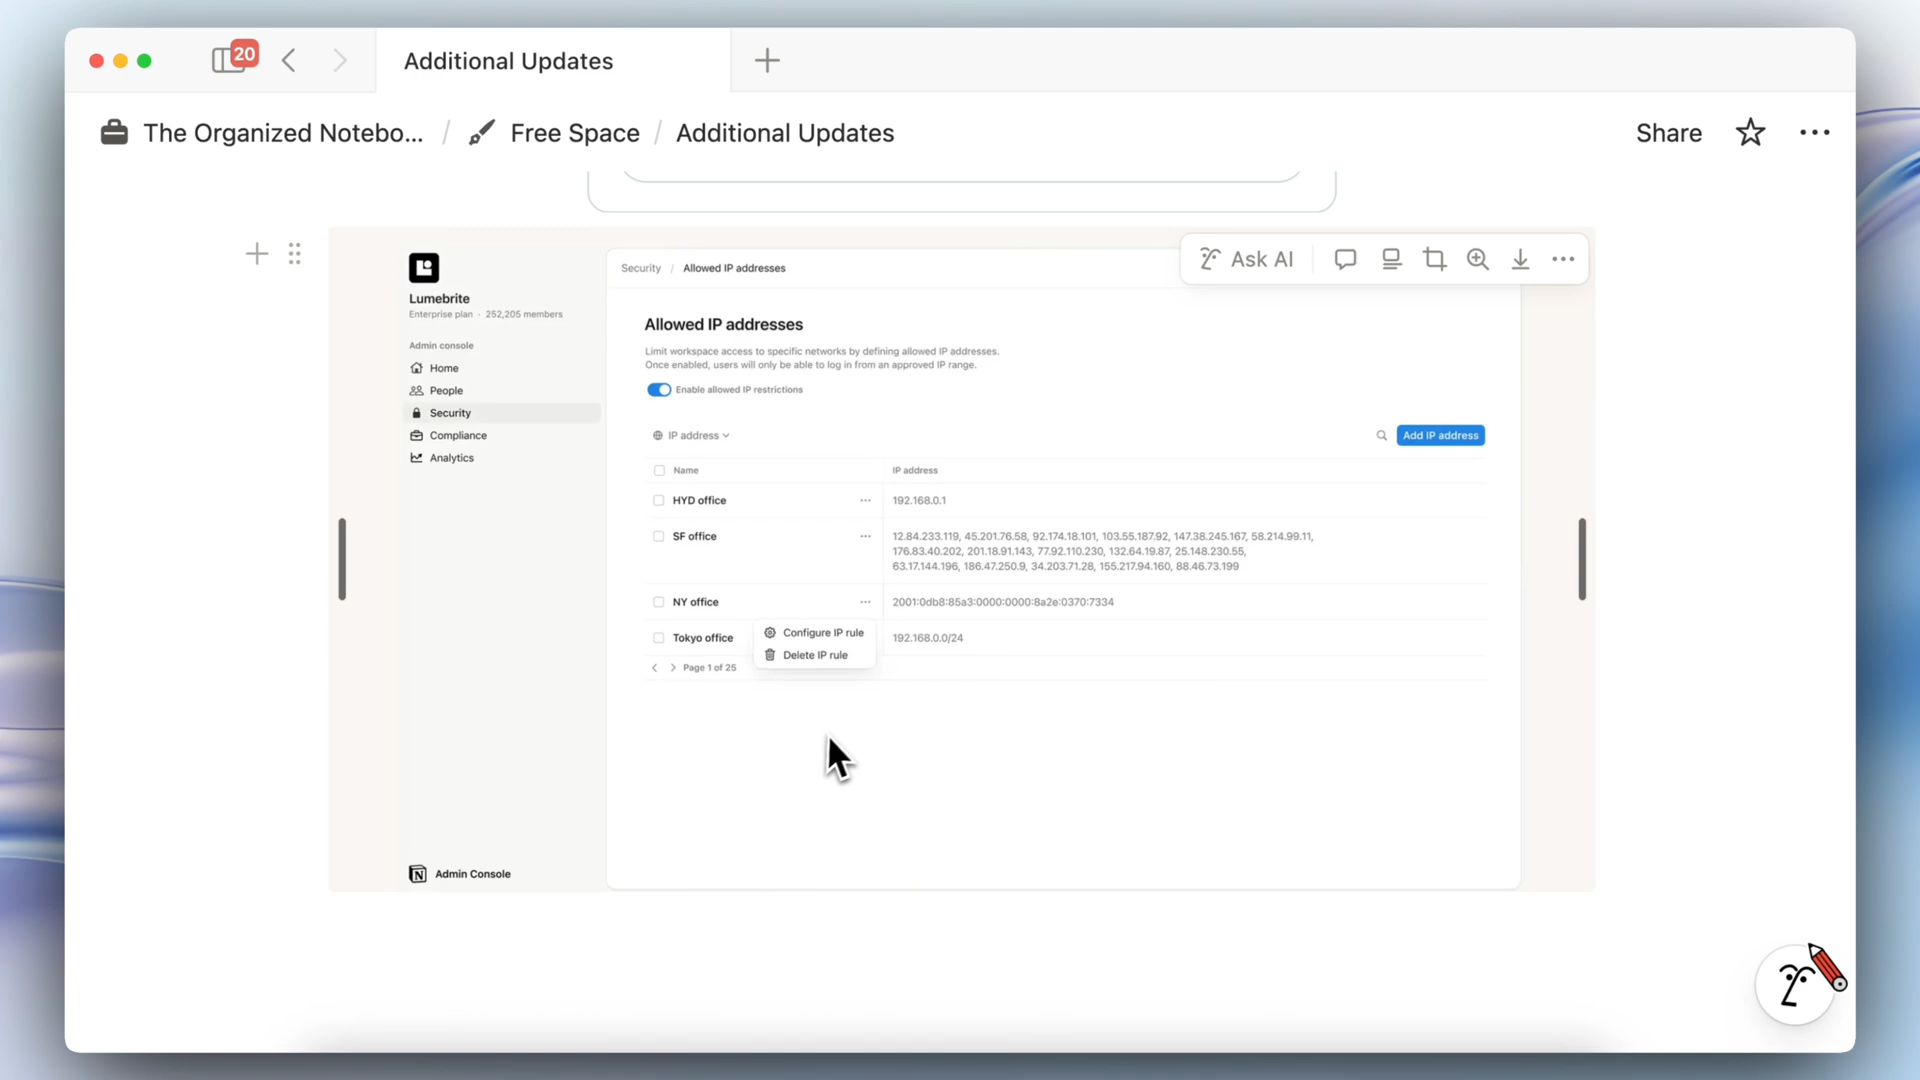 20
Additional Updates
The Organized Notebo... / Free Space / Additional Updates
Share
Ask AI
Lumebrite
Enterprise plan · 252,205 members
Admin console
Home
People
Security
Compliance
Analytics
Admin Console
Security / Allowed IP addresses
Allowed IP addresses
Limit workspace access to specific networks by defining allowed IP addresses.
Once enabled, users will only be able to log in from an approved IP range.
Enable allowed IP restrictions
IP address
Add IP address
Name IP address
HYD office 192.168.0.1
SF office 12.84.233.119, 45.201.76.58, 92.174.18.101, 103.55.187.92, 147.38.245.167, 58.214.99.11,
176.83.40.202, 201.18.91.143, 77.92.110.230, 132.64.19.87, 25.148.230.55,
63.17.144.196, 186.47.250.9, 34.203.71.28, 155.217.94.160, 88.46.73.199
NY office 2001:0db8:85a3:0000:0000:8a2e:0370:7334
Tokyo office 192.168.0.0/24
Configure IP rule
Delete IP rule
Page 1 of 25